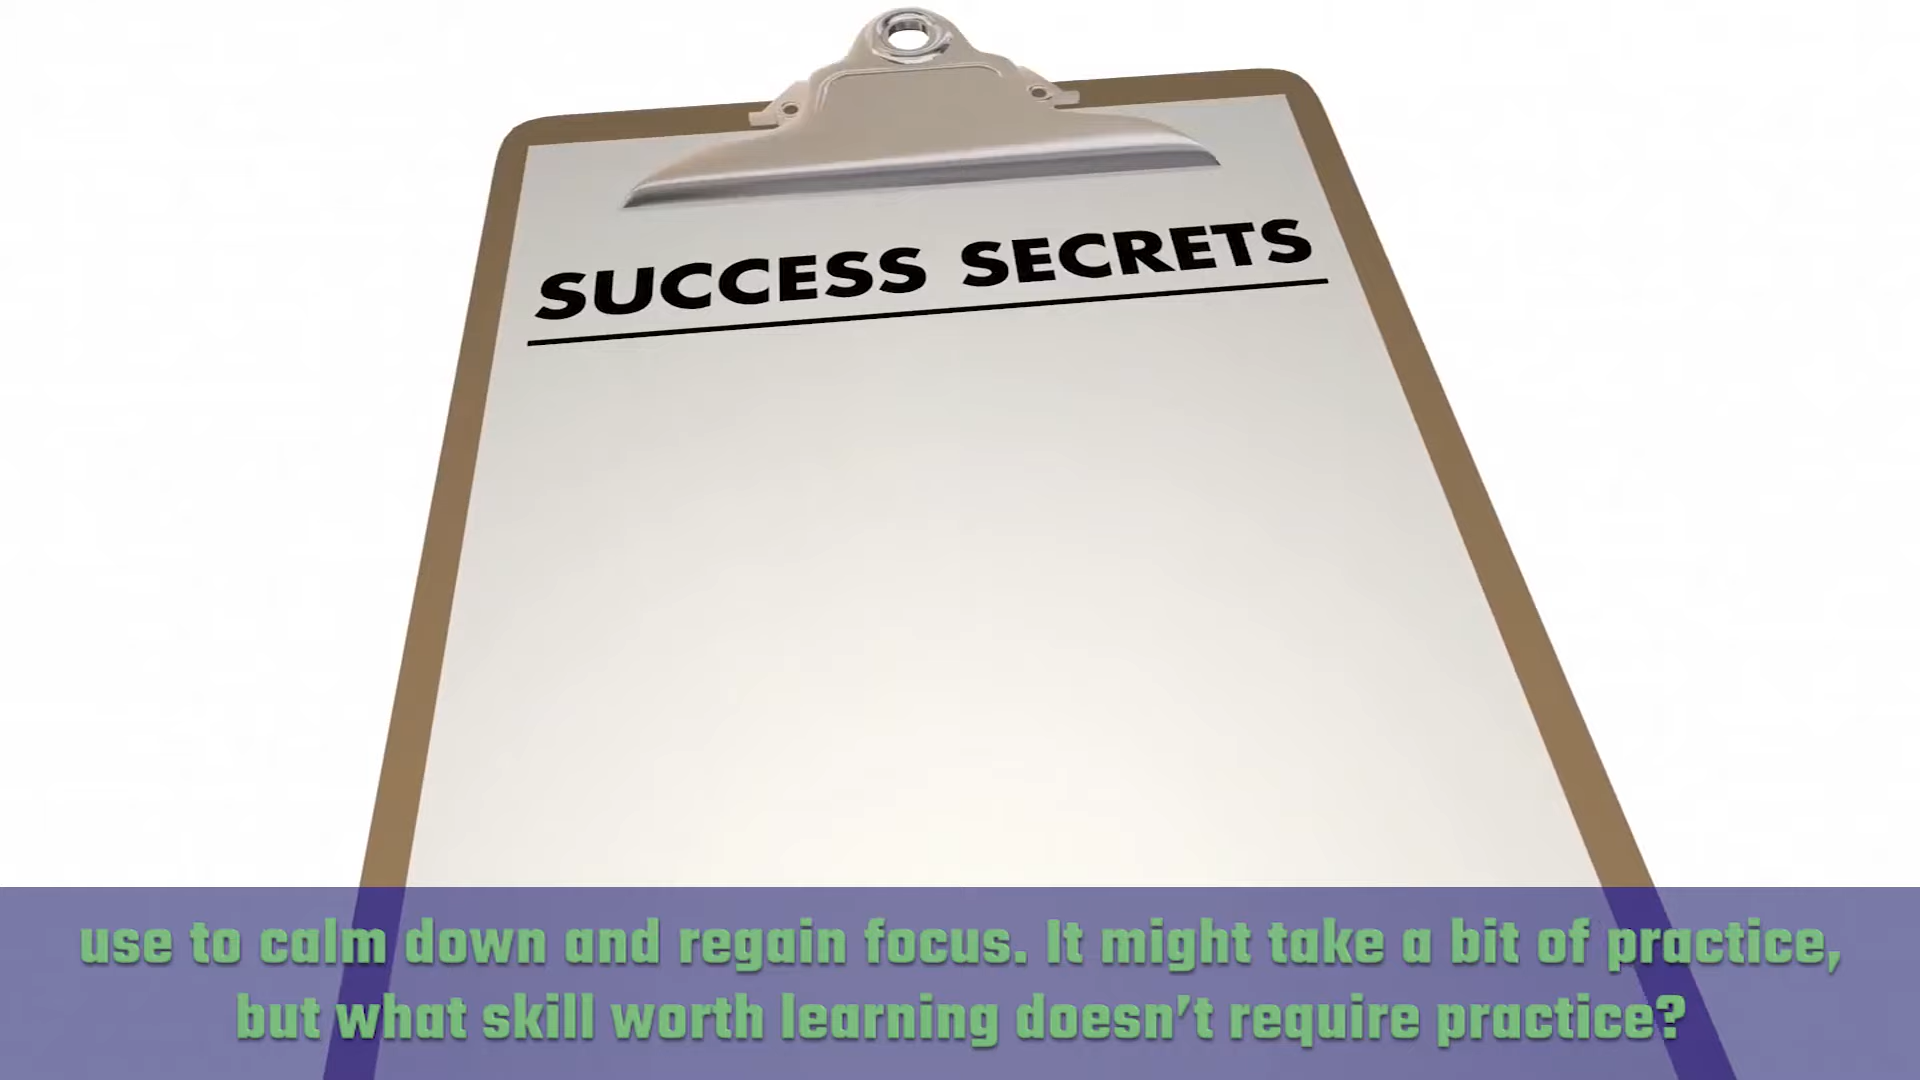 SUCCESS SECRETS
use to calm down and regain focus. It might take a bit of practice,
but what skill worth learning doesn't require practice?